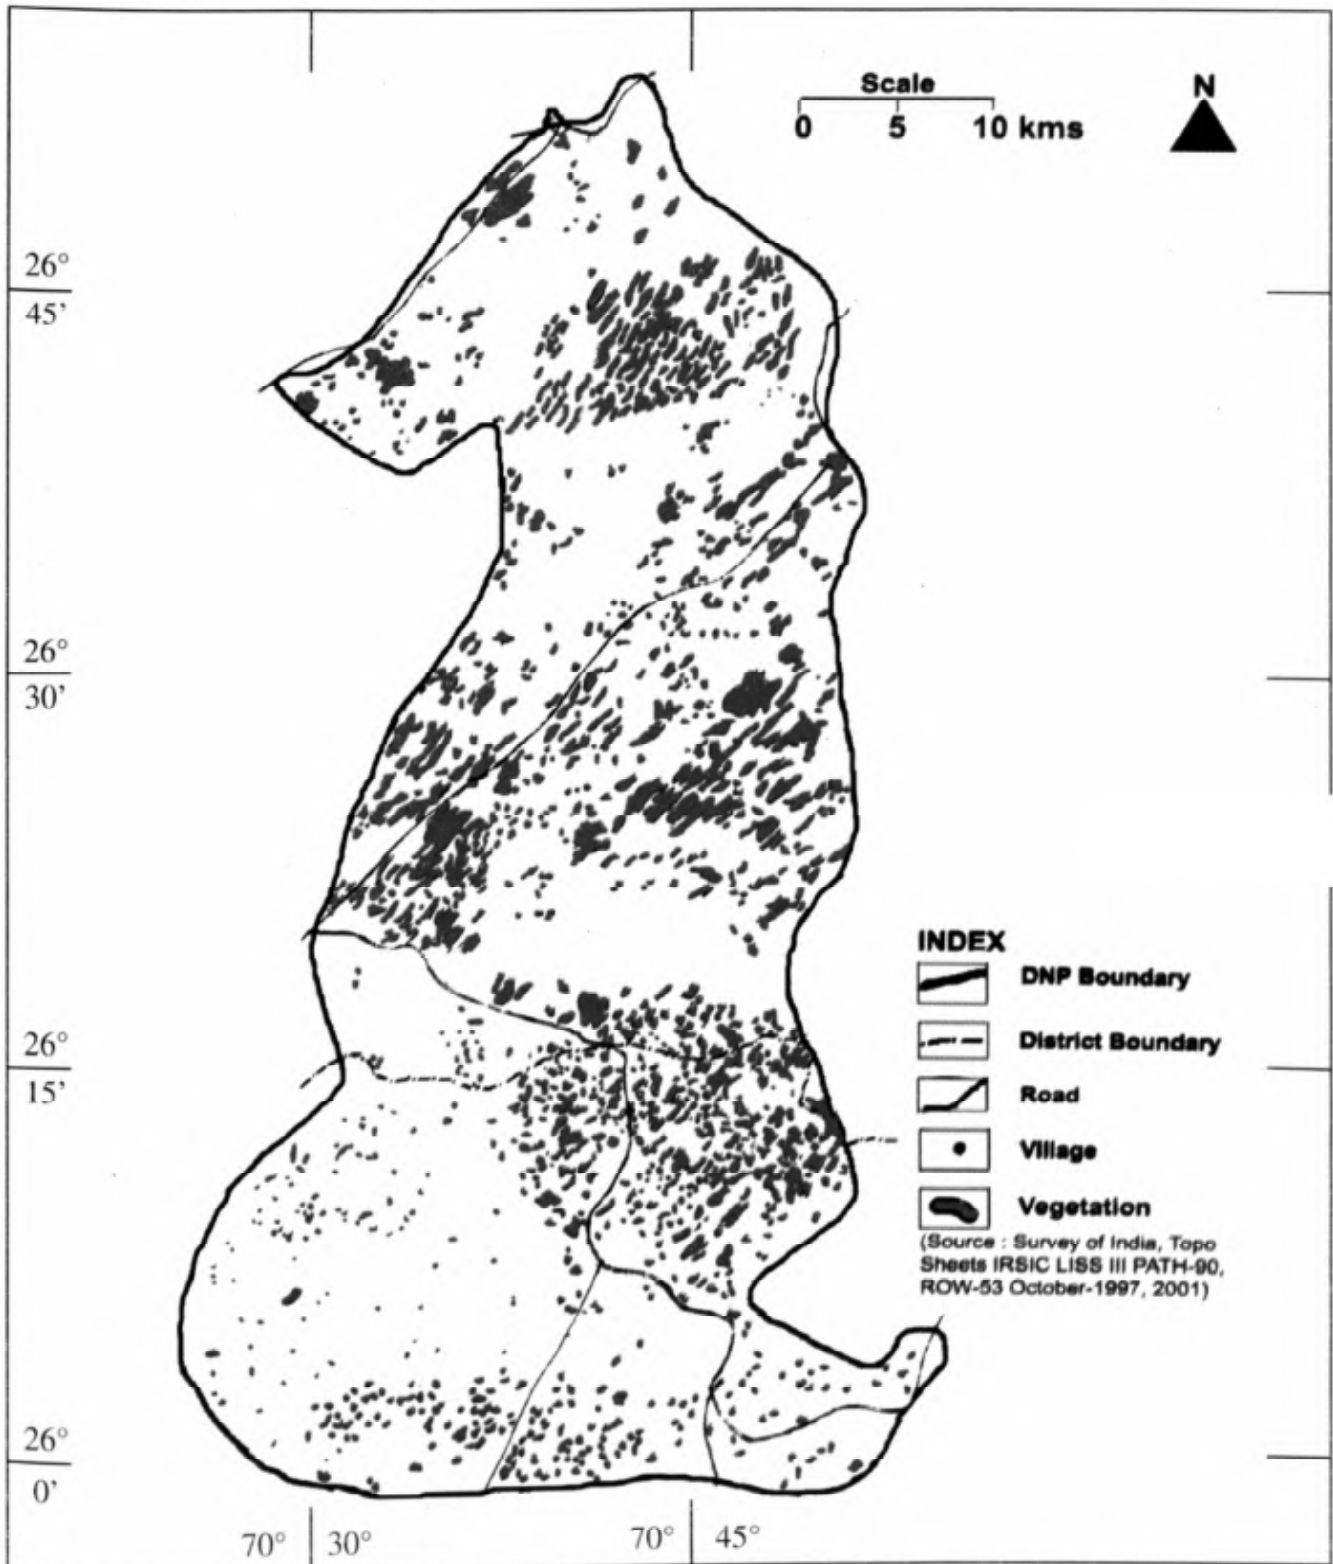 Scale
0 5 10 kms
N
26°
45'
26°
30'
26°
15'
26°
0'
70° 30°
70° 45°
INDEX
DNP Boundary
District Boundary
Road
Village
Vegetation
(Source : Survey of India, Topo
Sheets IRSIC LISS III PATH-90,
ROW-53 October-1997, 2001)